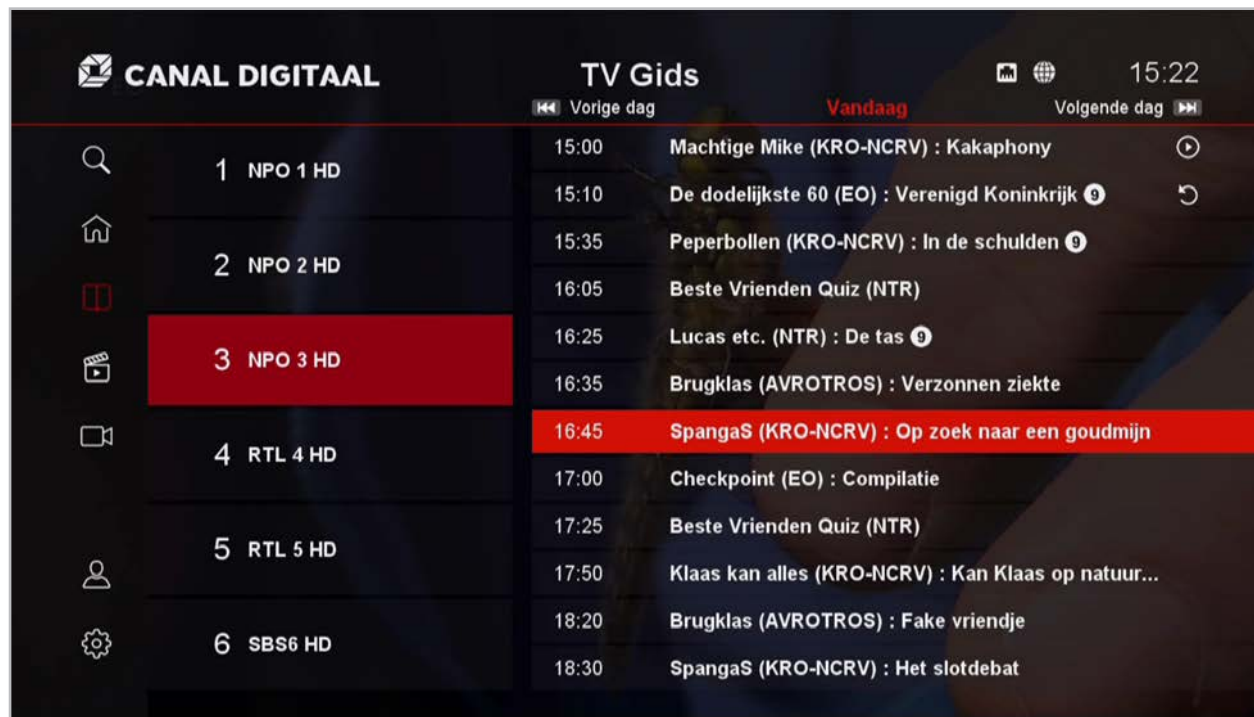 CANAL DIGITAAL
TV Gids
15:22
Vorige dag
Vandaag
Volgende dag
1 NPO 1 HD
2 NPO 2 HD
3 NPO 3 HD
4 RTL 4 HD
5 RTL 5 HD
6 SBS6 HD
15:00 Machtige Mike (KRO-NCRV) : Kakaphony
15:10 De dodelijkste 60 (EO) : Verenigd Koninkrijk 9
15:35 Peperbollen (KRO-NCRV) : In de schulden 9
16:05 Beste Vrienden Quiz (NTR)
16:25 Lucas etc. (NTR) : De tas 9
16:35 Brugklas (AVROTROS) : Verzonnen ziekte
16:45 SpangaS (KRO-NCRV) : Op zoek naar een goudmijn
17:00 Checkpoint (EO) : Compilatie
17:25 Beste Vrienden Quiz (NTR)
17:50 Klaas kan alles (KRO-NCRV) : Kan Klaas op natuur...
18:20 Brugklas (AVROTROS) : Fake vriendje
18:30 SpangaS (KRO-NCRV) : Het slotdebat